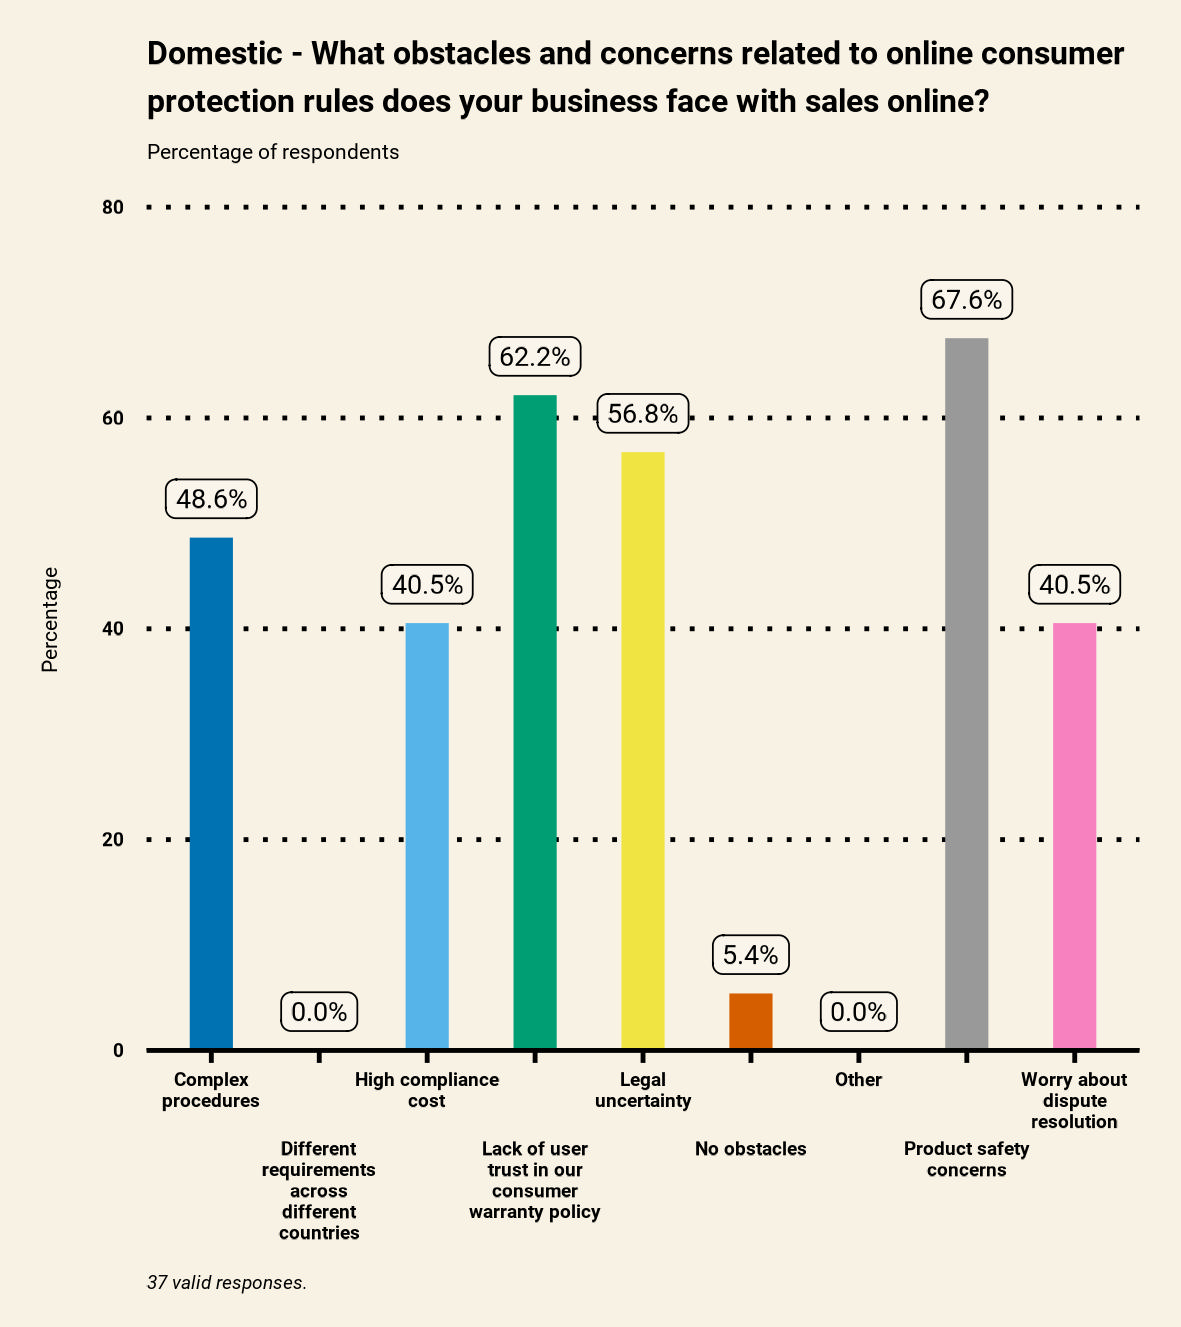 Domestic - What obstacles and concerns related to online consumer
protection rules does your business face with sales online?
Percentage of respondents
80
60
40
20
0
Percentage
48.6%
0.0%
40.5%
62.2%
56.8%
5.4%
0.0%
67.6%
40.5%
Complex
procedures
Different
requirements
across
different
countries
High compliance
cost
Lack of user
trust in our
consumer
warranty policy
Legal
uncertainty
No obstacles
Other
Product safety
concerns
Worry about
dispute
resolution
37 valid responses.